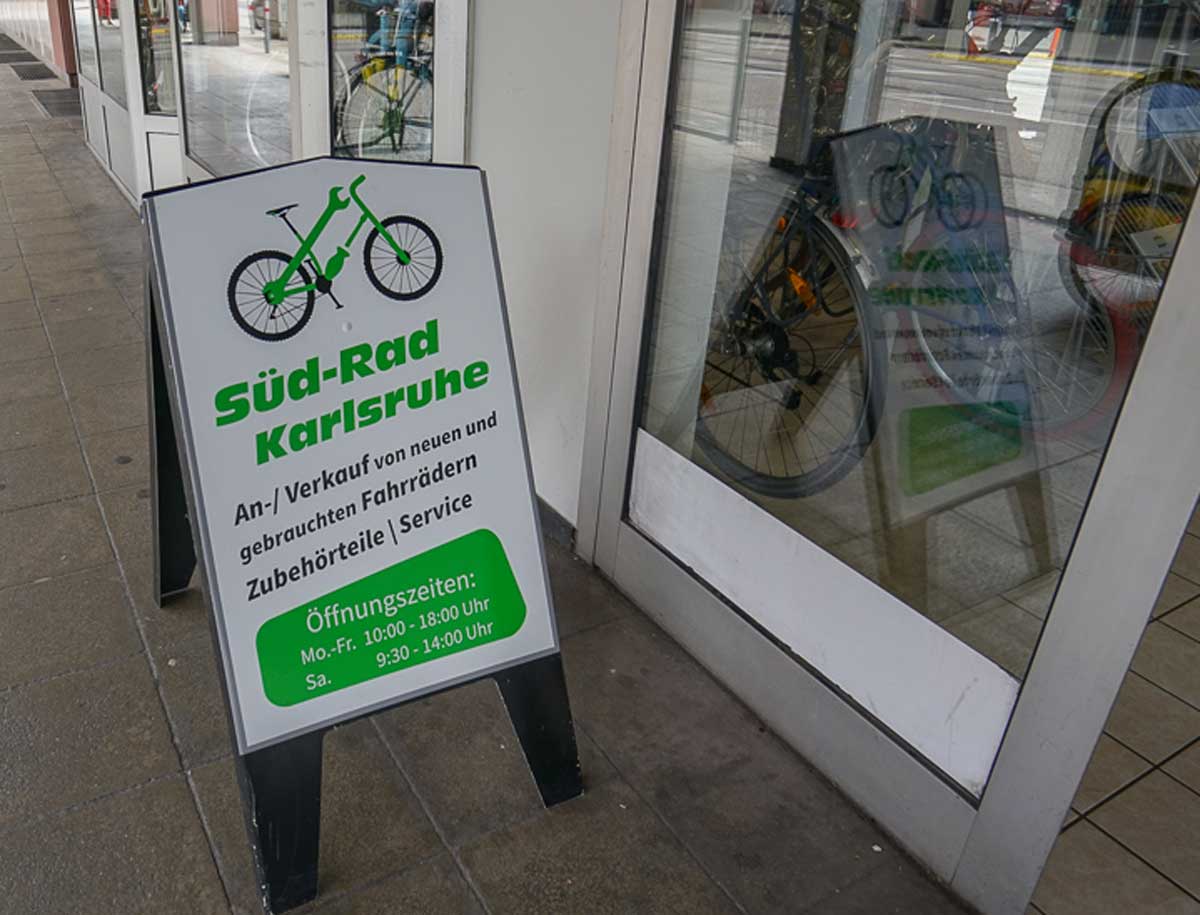 Süd-Rad
Karlsruhe
An-/ Verkauf von neuen und
gebrauchten Fahrrädern
Zubehörteile | Service
Öffnungszeiten:
Mo.-Fr. 10:00 - 18:00 Uhr
Sa. 9:30 - 14:00 Uhr